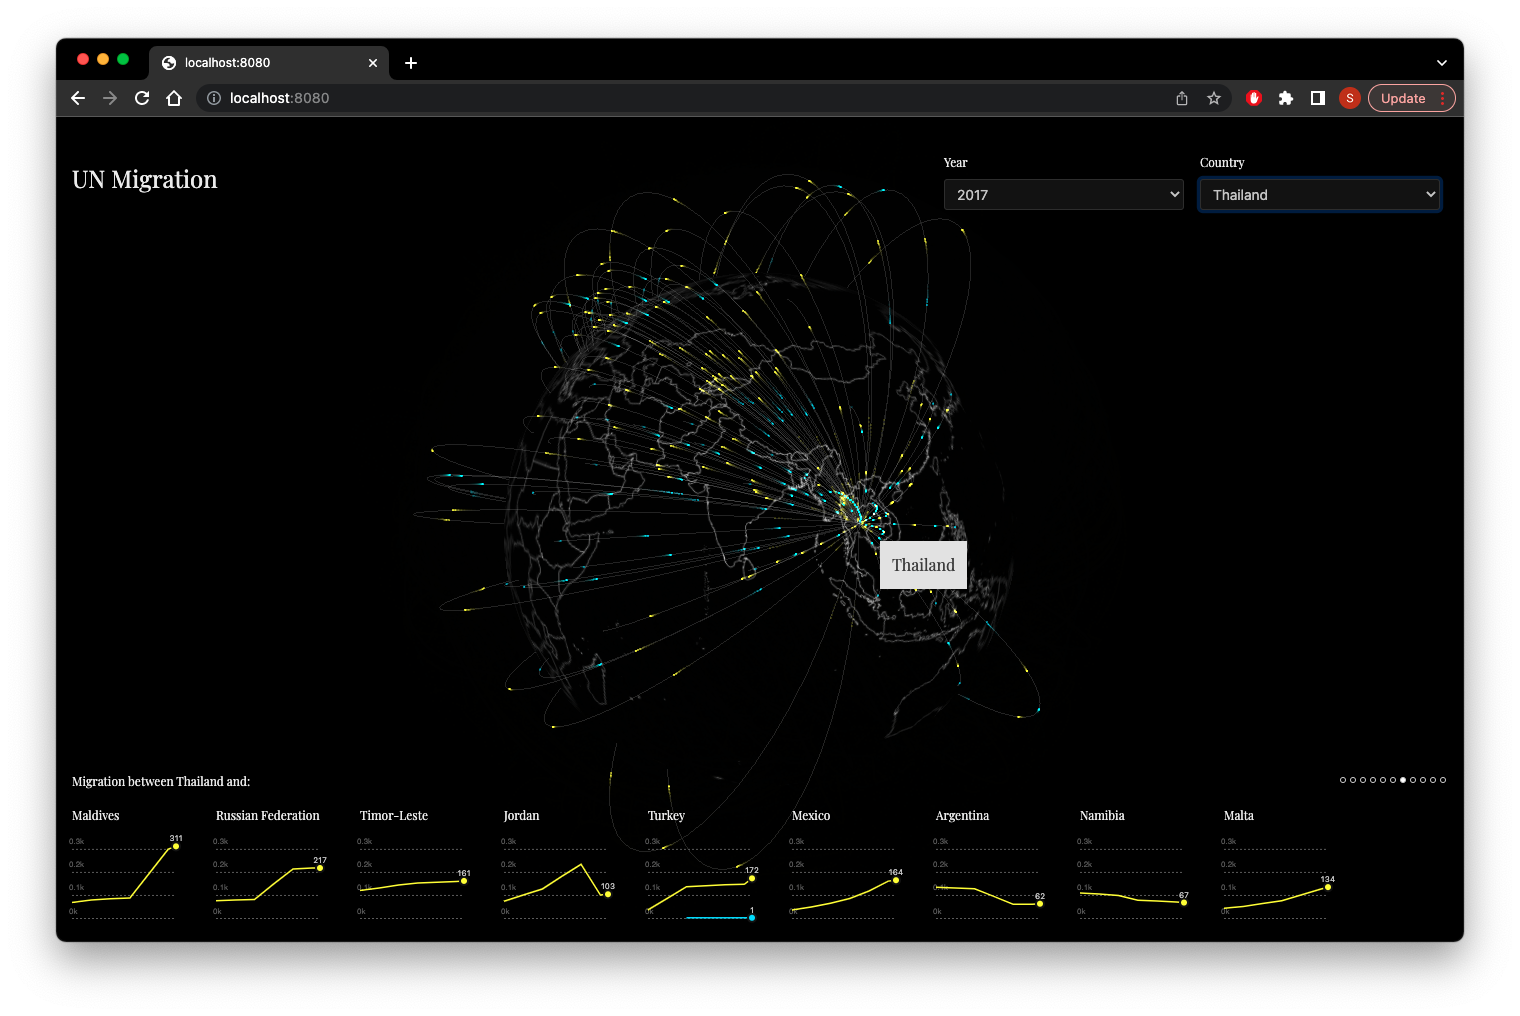 localhost:8080
localhost:8080
S
Update
UN Migration
Year
Country
2017
Thailand
Thailand
Migration between Thailand and:
Maldives
Russian Federation
Timor-Leste
Jordan
Turkey
Mexico
Argentina
Namibia
Malta
0.3k
0.2k
0.1k
0k
311
0.3k
0.2k
0.1k
0k
217
0.3k
0.2k
0.1k
0k
161
0.3k
0.2k
0.1k
0k
103
0.3k
0.2k
0.1k
0k
172
1
0.3k
0.2k
0.1k
0k
164
0.3k
0.2k
0.1k
0k
62
0.3k
0.2k
0.1k
0k
67
0.3k
0.2k
0.1k
0k
134